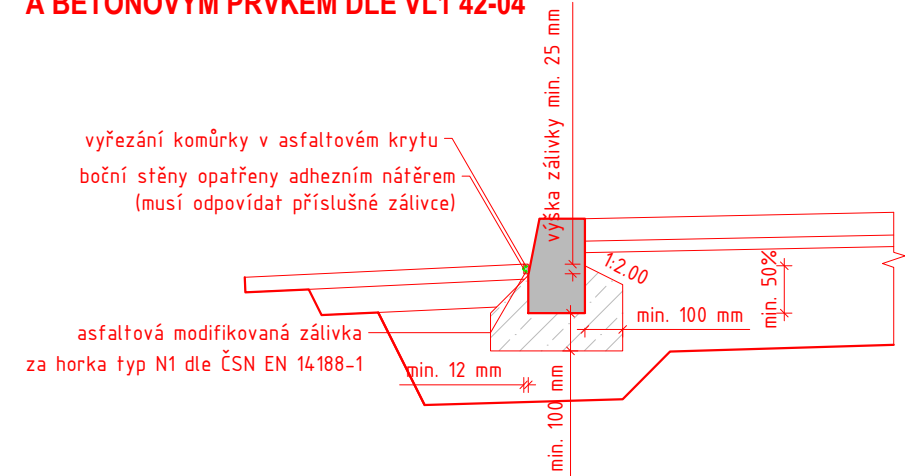 A BETONOVÝM PRVKEM DLE VL1 42-04
výška zálivky min. 25 mm
vyřezání komůrky v asfaltovém krytu
boční stěny opatřeny adhezním nátěrem
(musí odpovídat příslušné zálivce)
1:2.00
min. 50%
min. 100 mm
asfaltová modifikovaná zálivka
za horka typ N1 dle ČSN EN 14188-1
min. 12 mm
min. 100 mm